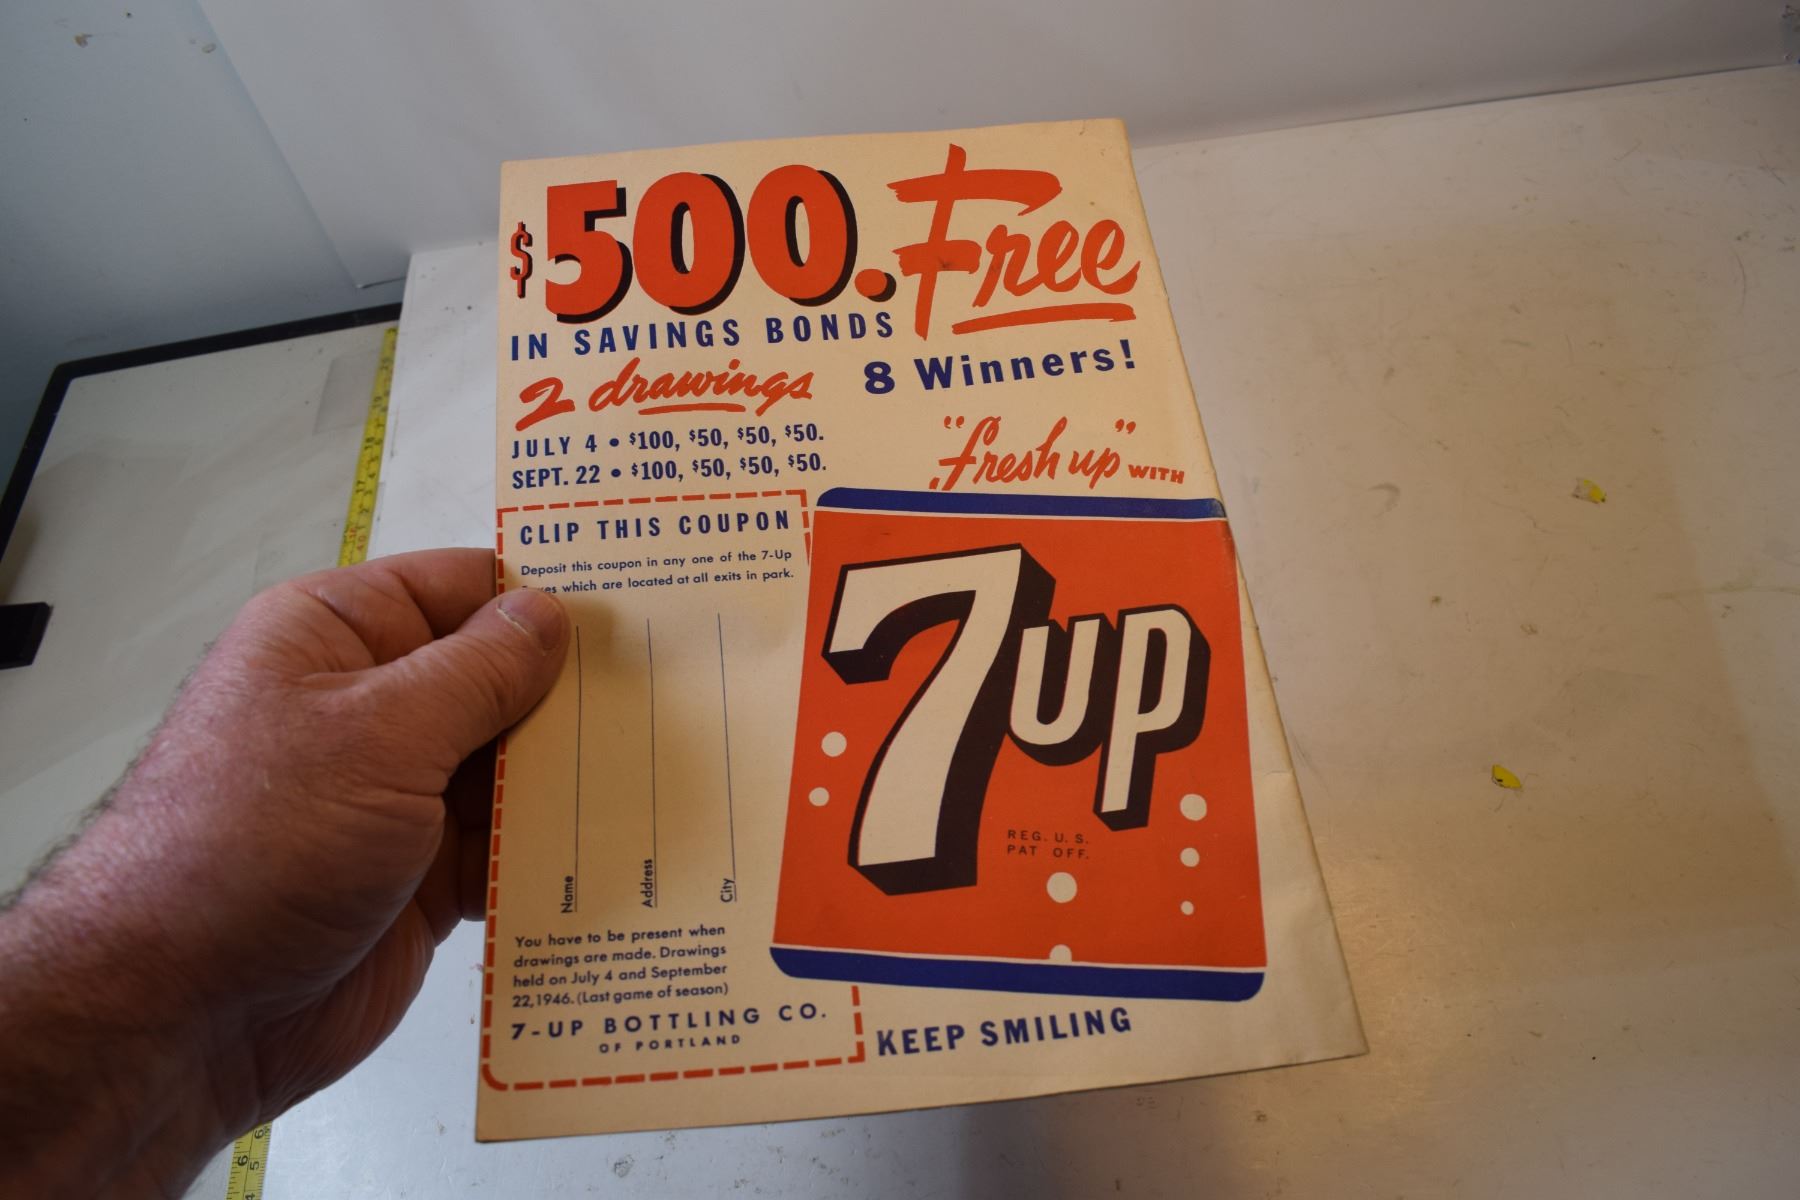 $500. Free
IN SAVINGS BONDS
2 drawings
8 Winners!
JULY 4 • $100, $50, $50, $50.
SEPT. 22 • $100, $50, $50, $50.
"fresh up" WITH
CLIP THIS COUPON
Deposit this coupon in any one of the 7-Up
which are located at all exits in park.
Name
Address
City
You have to be present when
drawings are made. Drawings
held on July 4 and September
22, 1946. (Last game of season)
7-UP BOTTLING CO.
OF PORTLAND
7up
REG. U. S.
PAT OFF.
KEEP SMILING